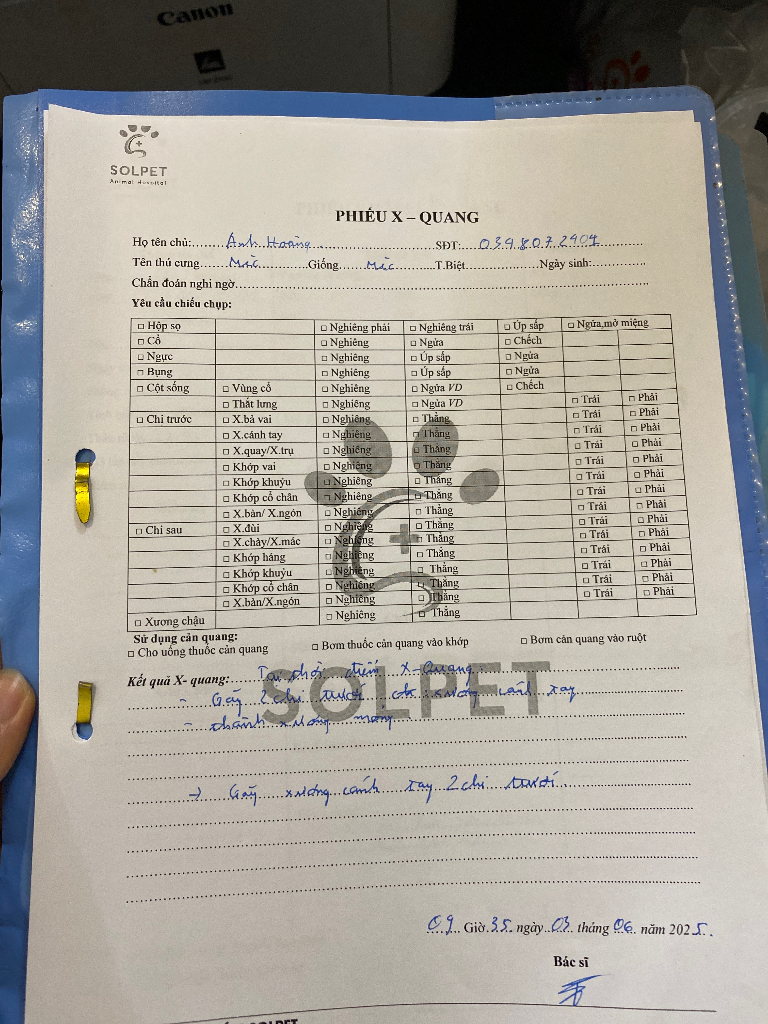 Canon
SOLPET
Animal Hospital
PHIẾU X – QUANG
Họ tên chủ:......Anh Hoàng......SĐT:...039.807.2904......
Tên thú cưng......Mic......Giống......Mic......T.Biệt......Ngày sinh:......
Chẩn đoán nghi ngờ......
Yêu cầu chiếu chụp:
□ Hộp sọ □ Nghiêng phải □ Nghiêng trái □ Úp sấp □ Ngửa,mở miệng
□ Cổ □ Nghiêng □ Ngửa □ Chếch
□ Ngực □ Nghiêng □ Úp sấp □ Ngửa
□ Bụng □ Nghiêng □ Úp sấp □ Ngửa
□ Cột sống □ Vùng cổ □ Nghiêng □ Ngửa VD □ Chếch
□ Thắt lưng □ Nghiêng □ Ngửa VD □ Trái □ Phải
□ Chi trước □ X.bả vai □ Nghiêng □ Thẳng □ Trái □ Phải
□ X.cánh tay □ Nghiêng □ Thẳng □ Trái □ Phải
□ X.quay/X.trụ □ Nghiêng □ Thẳng □ Trái □ Phải
□ Khớp vai □ Nghiêng □ Thẳng □ Trái □ Phải
□ Khớp khuỷu □ Nghiêng □ Thẳng □ Trái □ Phải
□ Khớp cổ chân □ Nghiêng □ Thẳng □ Trái □ Phải
□ X.bàn/ X.ngón □ Nghiêng □ Thẳng □ Trái □ Phải
□ Chi sau □ X.đùi □ Nghiêng □ Thẳng □ Trái □ Phải
□ X.chày/X.mác □ Nghiêng □ Thẳng □ Trái □ Phải
□ Khớp háng □ Nghiêng □ Thẳng □ Trái □ Phải
□ Khớp khuỷu □ Nghiêng □ Thẳng □ Trái □ Phải
□ Khớp cổ chân □ Nghiêng □ Thẳng □ Trái □ Phải
□ X.bàn/X.ngón □ Nghiêng □ Thẳng
□ Xương chậu □ Nghiêng □ Thẳng
Sử dụng cản quang:
□ Cho uống thuốc cản quang □ Bơm thuốc cản quang vào khớp □ Bơm cản quang vào ruột
Kết quả X- quang: Tại thời điểm X-Quang:
- Gãy 2 chi trước xương cánh tay
- thành xương mỏng
SOLPET
→ Gãy xương cánh tay 2 chi trước.
09 Giờ 35 ngày 03 tháng 06 năm 2025.
Bác sĩ
SOLPET